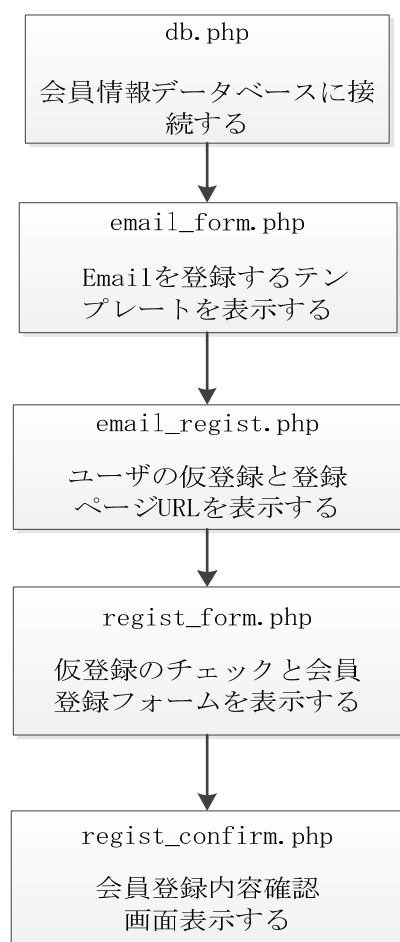 db.php
会員情報データベースに接
続する
email_form.php
Emailを登録するテン
プレートを表示する
email_regist.php
ユーザの仮登録と登録
ページURLを表示する
regist_form.php
仮登録のチェックと会員
登録フォームを表示する
regist_confirm.php
会員登録内容確認
画面表示する